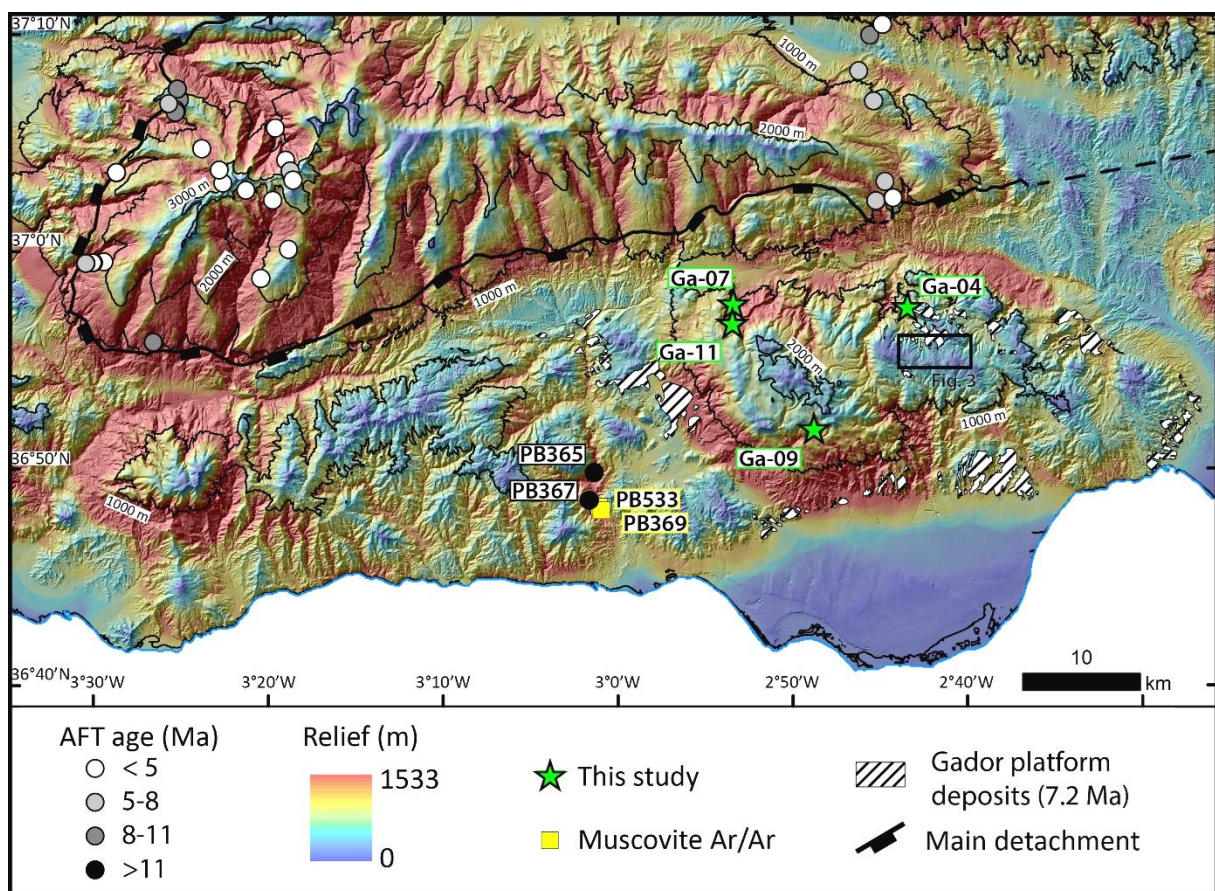 37°10'N
1000 m
2000 m
3000 m
37°0'N
2000 m
1000 m
Ga-07
Ga-04
Ga-11
2000 m
Fig. 3
1000 m
36°50'N
PB365
Ga-09
PB367
PB533
1000 m
PB369
36°40'N
10
km
3°30'W
3°20'W
3°10'W
3°0'W
2°50'W
2°40'W
AFT age (Ma)
< 5
5-8
8-11
>11
Relief (m)
1533
0
This study
Muscovite Ar/Ar
Gador platform
deposits (7.2 Ma)
Main detachment